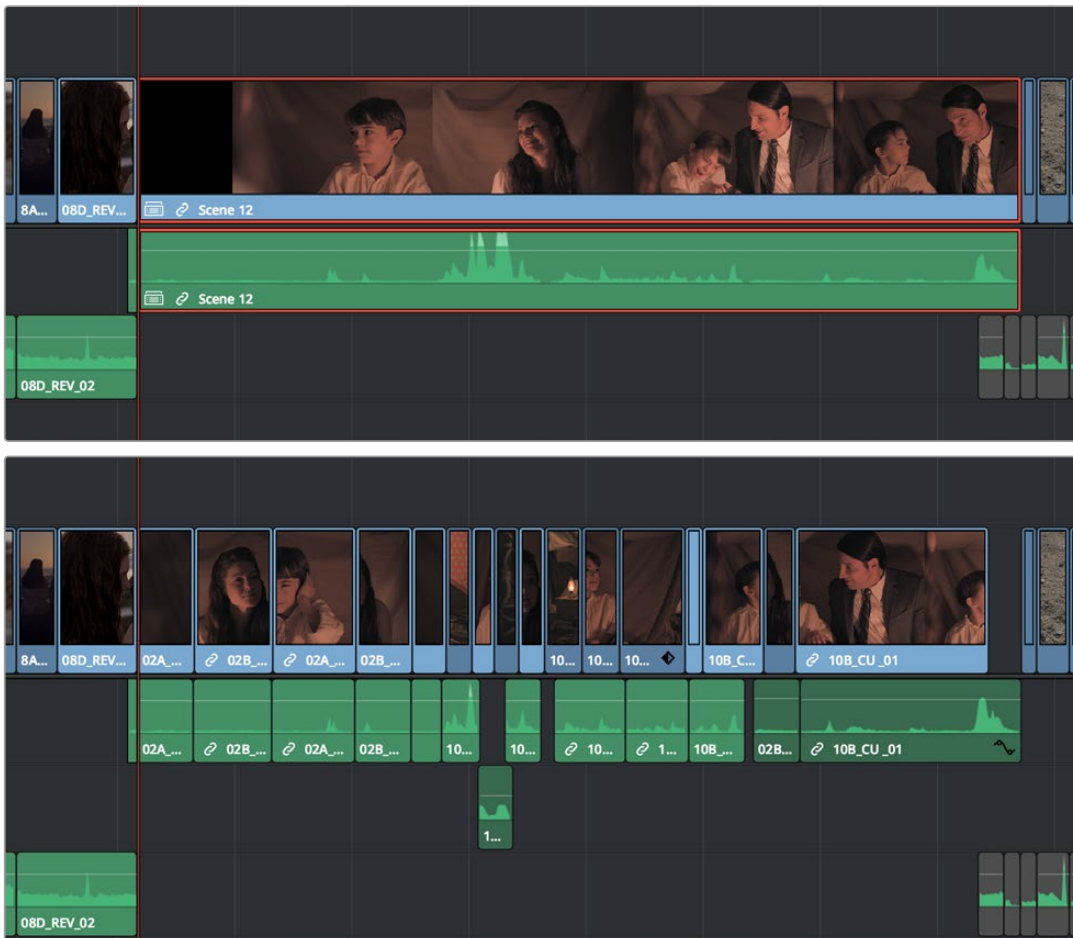 8A... 08D_REV... Scene 12
Scene 12
08D_REV_02
8A... 08D_REV... 02A_... 02B_... 02A_... 02B_... 10... 10... 10... 10B_C... 10B_CU _01
02A_... 02B_... 02A_... 02B_... 10... 10... 10... 1... 10B_... 02B... 10B_CU _01
1...
08D_REV_02